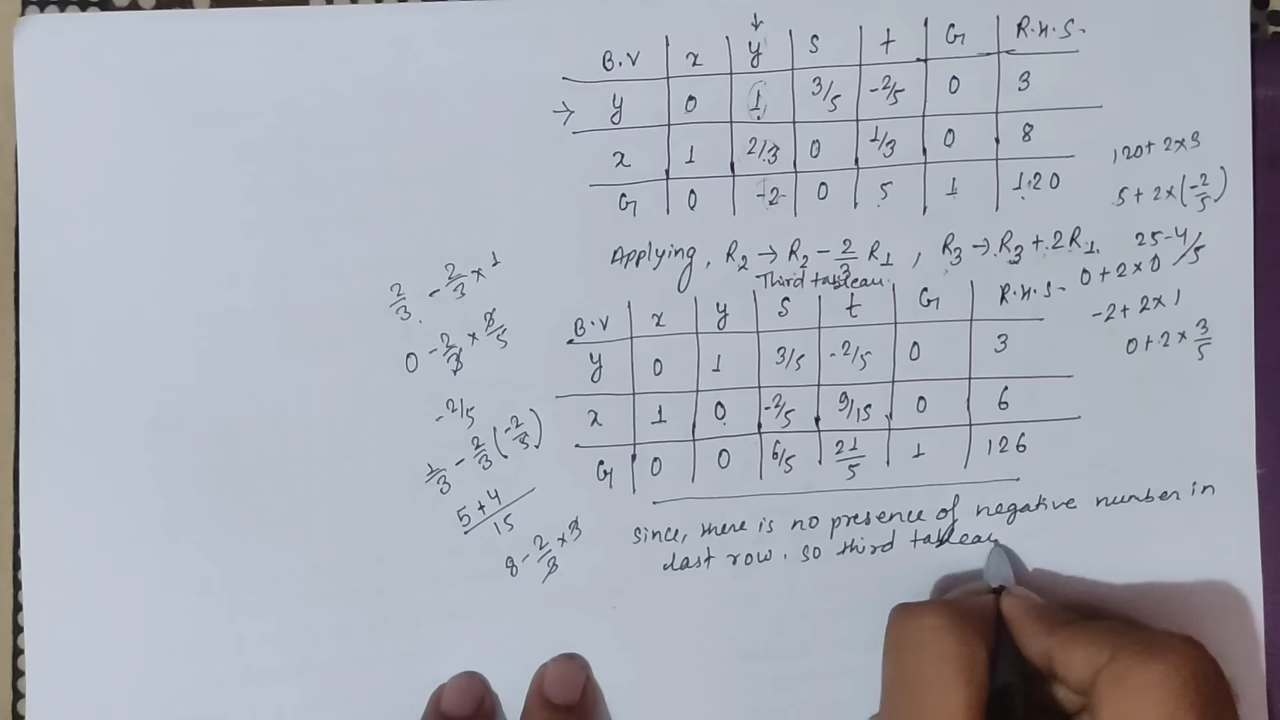 ↓
B.V x y S t G R.H.S.
→ y 0 1 3/5 -2/5 0 3
x 1 2/3 0 1/3 0 8
G 0 -2 0 5 1 120
120 + 2×3
5 + 2×(-2/5)
25-4/5
0 + 2×0
-2 + 2×1
0 + 2×3/5
Applying, R2 → R2 - 2/3 R1 , R3 → R3 + 2R1
Third tableau
2/3 - 2/3 × 1
0 - 2/3 × 3/5
-2/5
1/3 - 2/3 (-2/5)
5+4/15
8 - 2/3 × 3
B.V x y S t G R.H.S-
y 0 1 3/5 -2/5 0 3
x 1 0 -2/5 9/15 0 6
G 0 0 6/5 21/5 1 126
Since, there is no presence of negative number in
last row. so third tableau